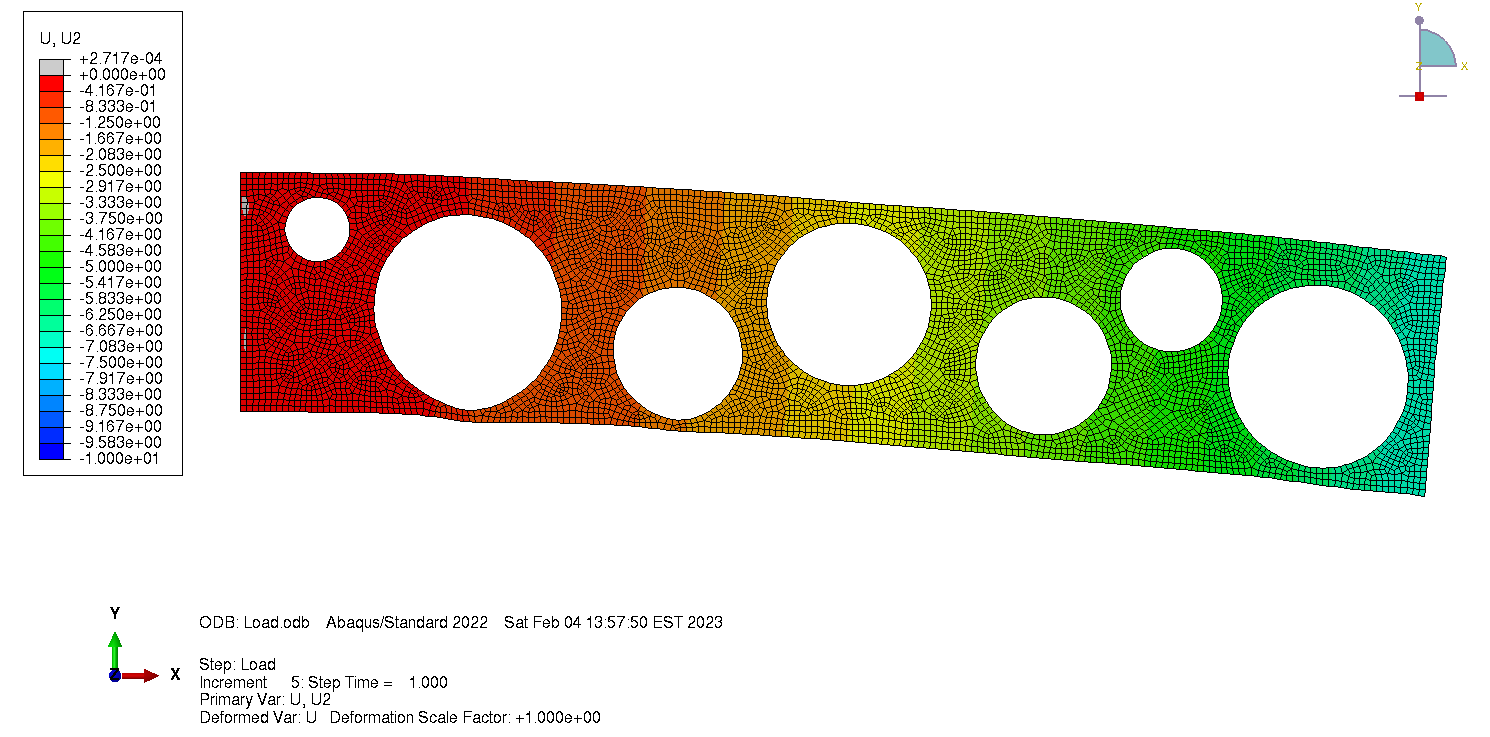 U, U2
+2.717e-04
+0.000e+00
-4.167e-01
-8.333e-01
-1.250e+00
-1.667e+00
-2.083e+00
-2.500e+00
-2.917e+00
-3.333e+00
-3.750e+00
-4.167e+00
-4.583e+00
-5.000e+00
-5.417e+00
-5.833e+00
-6.250e+00
-6.667e+00
-7.083e+00
-7.500e+00
-7.917e+00
-8.333e+00
-8.750e+00
-9.167e+00
-9.583e+00
-1.000e+01
Y
Z X
Y
Z X
ODB: Load.odb Abaqus/Standard 2022 Sat Feb 04 13:57:50 EST 2023
Step: Load
Increment 5: Step Time = 1.000
Primary Var: U, U2
Deformed Var: U Deformation Scale Factor: +1.000e+00